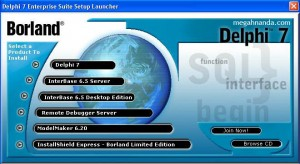 Delphi 7 Enterprise Suite Setup Launcher
megahnanda.com
Borland®
Delphi™ 7
Select a
Product To
Install
Delphi 7
InterBase 6.5 Server
InterBase 6.5 Desktop Edition
Remote Debugger Server
ModelMaker 6.20
InstallShield Express - Borland Limited Edition
function
interface
Join Now!
Browse CD